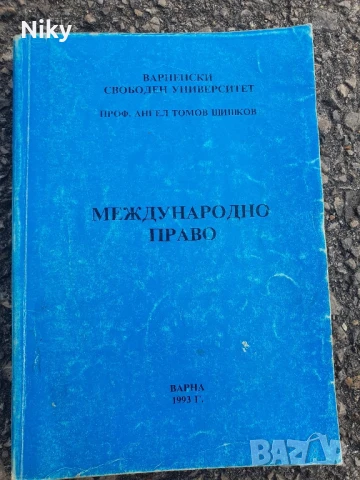 Niky
ВАРНЕНСКИ
СВОБОДЕН УНИВЕРСИТЕТ
ПРОФ. АНГЕЛ ТОМОВ ШИШКОВ
МЕЖДУНАРОДНО
ПРАВО
ВАРНА
1993 Г.
BAZAR